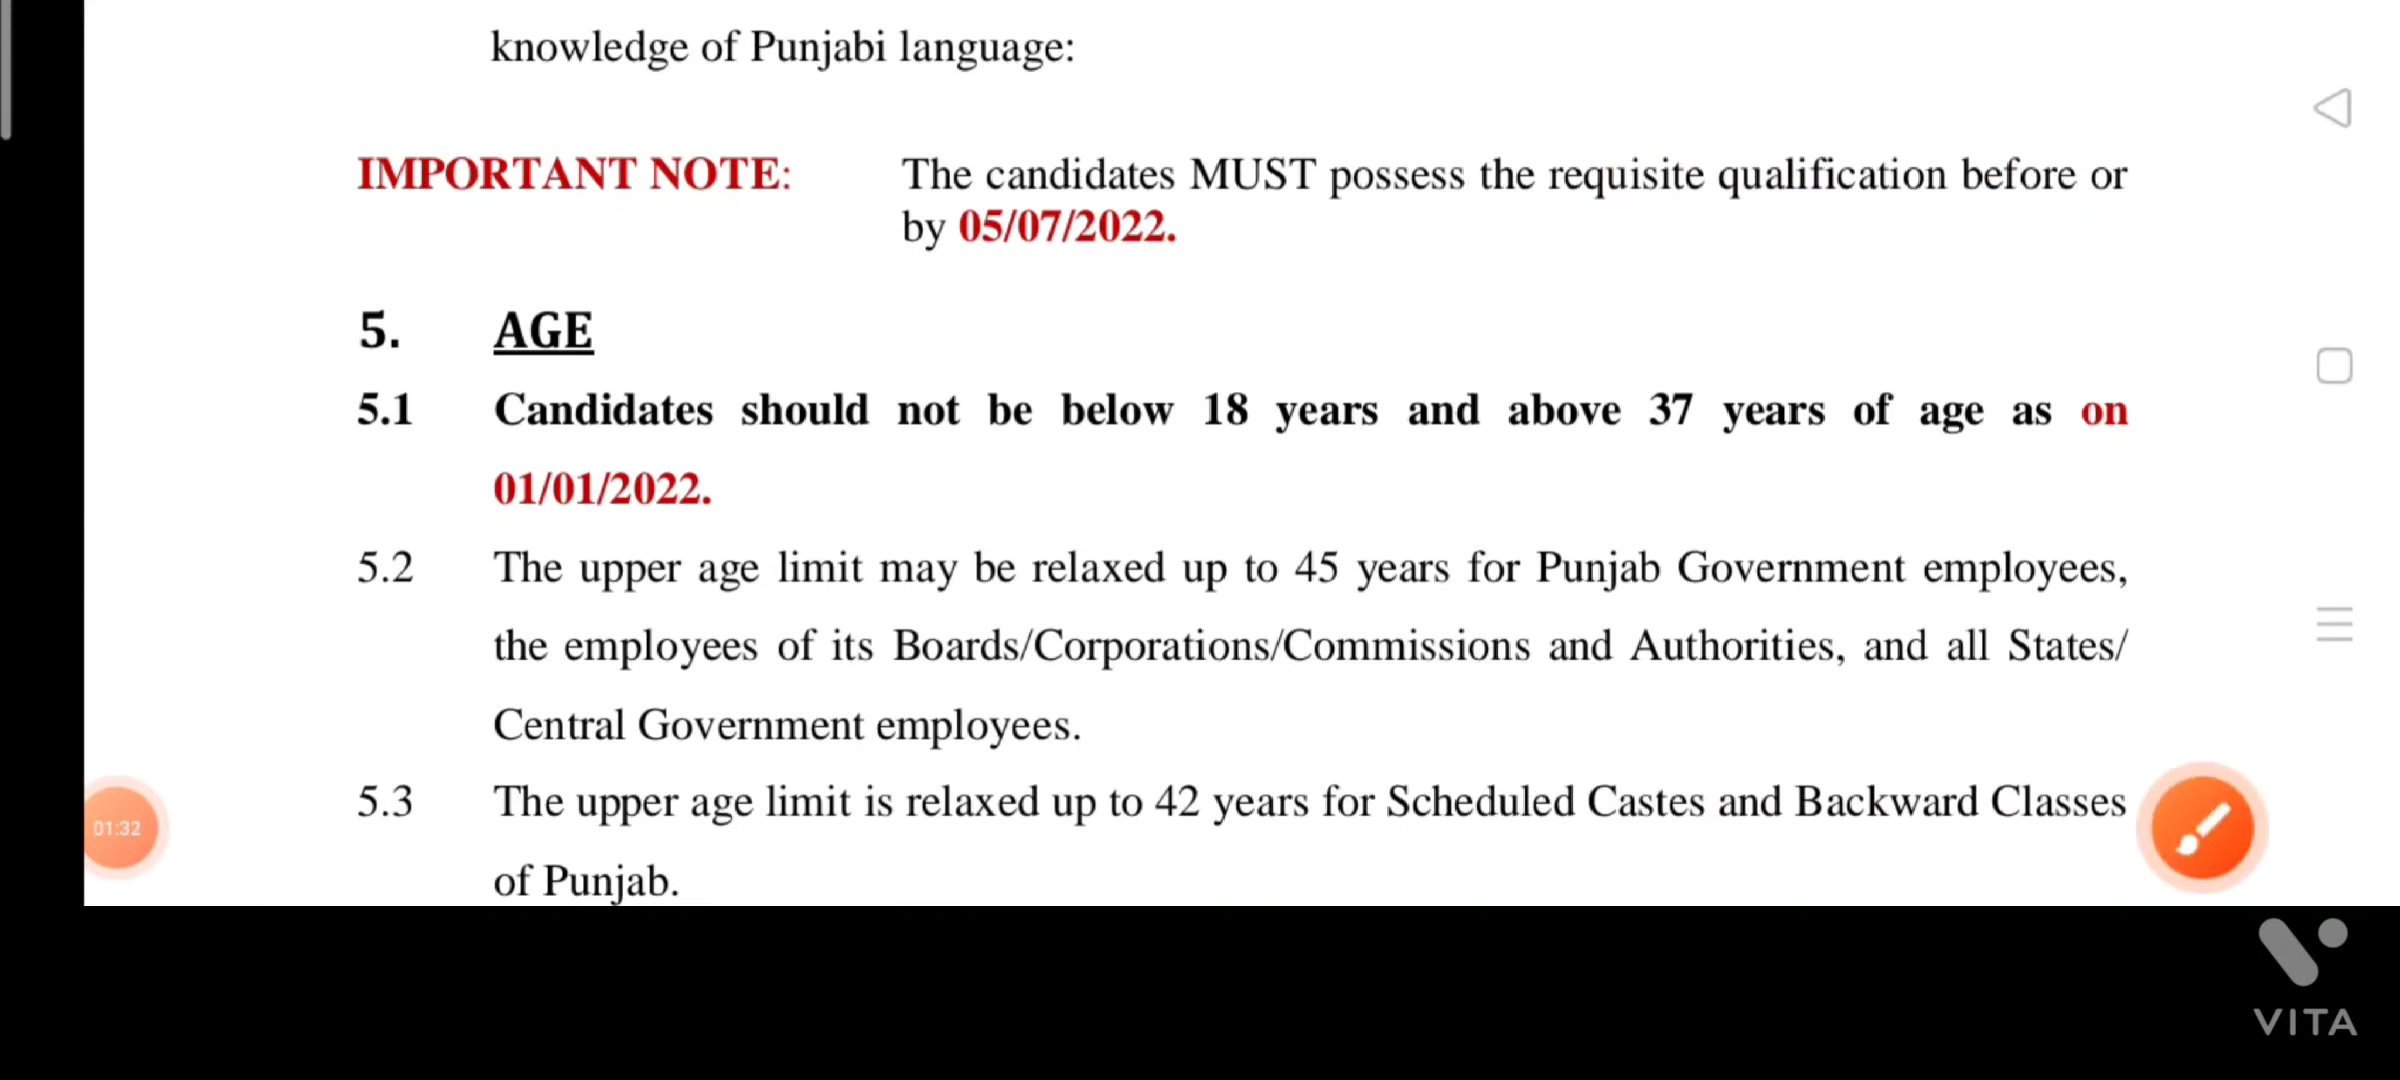 knowledge of Punjabi language:
IMPORTANT NOTE: The candidates MUST possess the requisite qualification before or
by 05/07/2022.
5. AGE
5.1 Candidates should not be below 18 years and above 37 years of age as on
01/01/2022.
5.2 The upper age limit may be relaxed up to 45 years for Punjab Government employees,
the employees of its Boards/Corporations/Commissions and Authorities, and all States/
Central Government employees.
5.3 The upper age limit is relaxed up to 42 years for Scheduled Castes and Backward Classes
of Punjab.
01:32
VITA